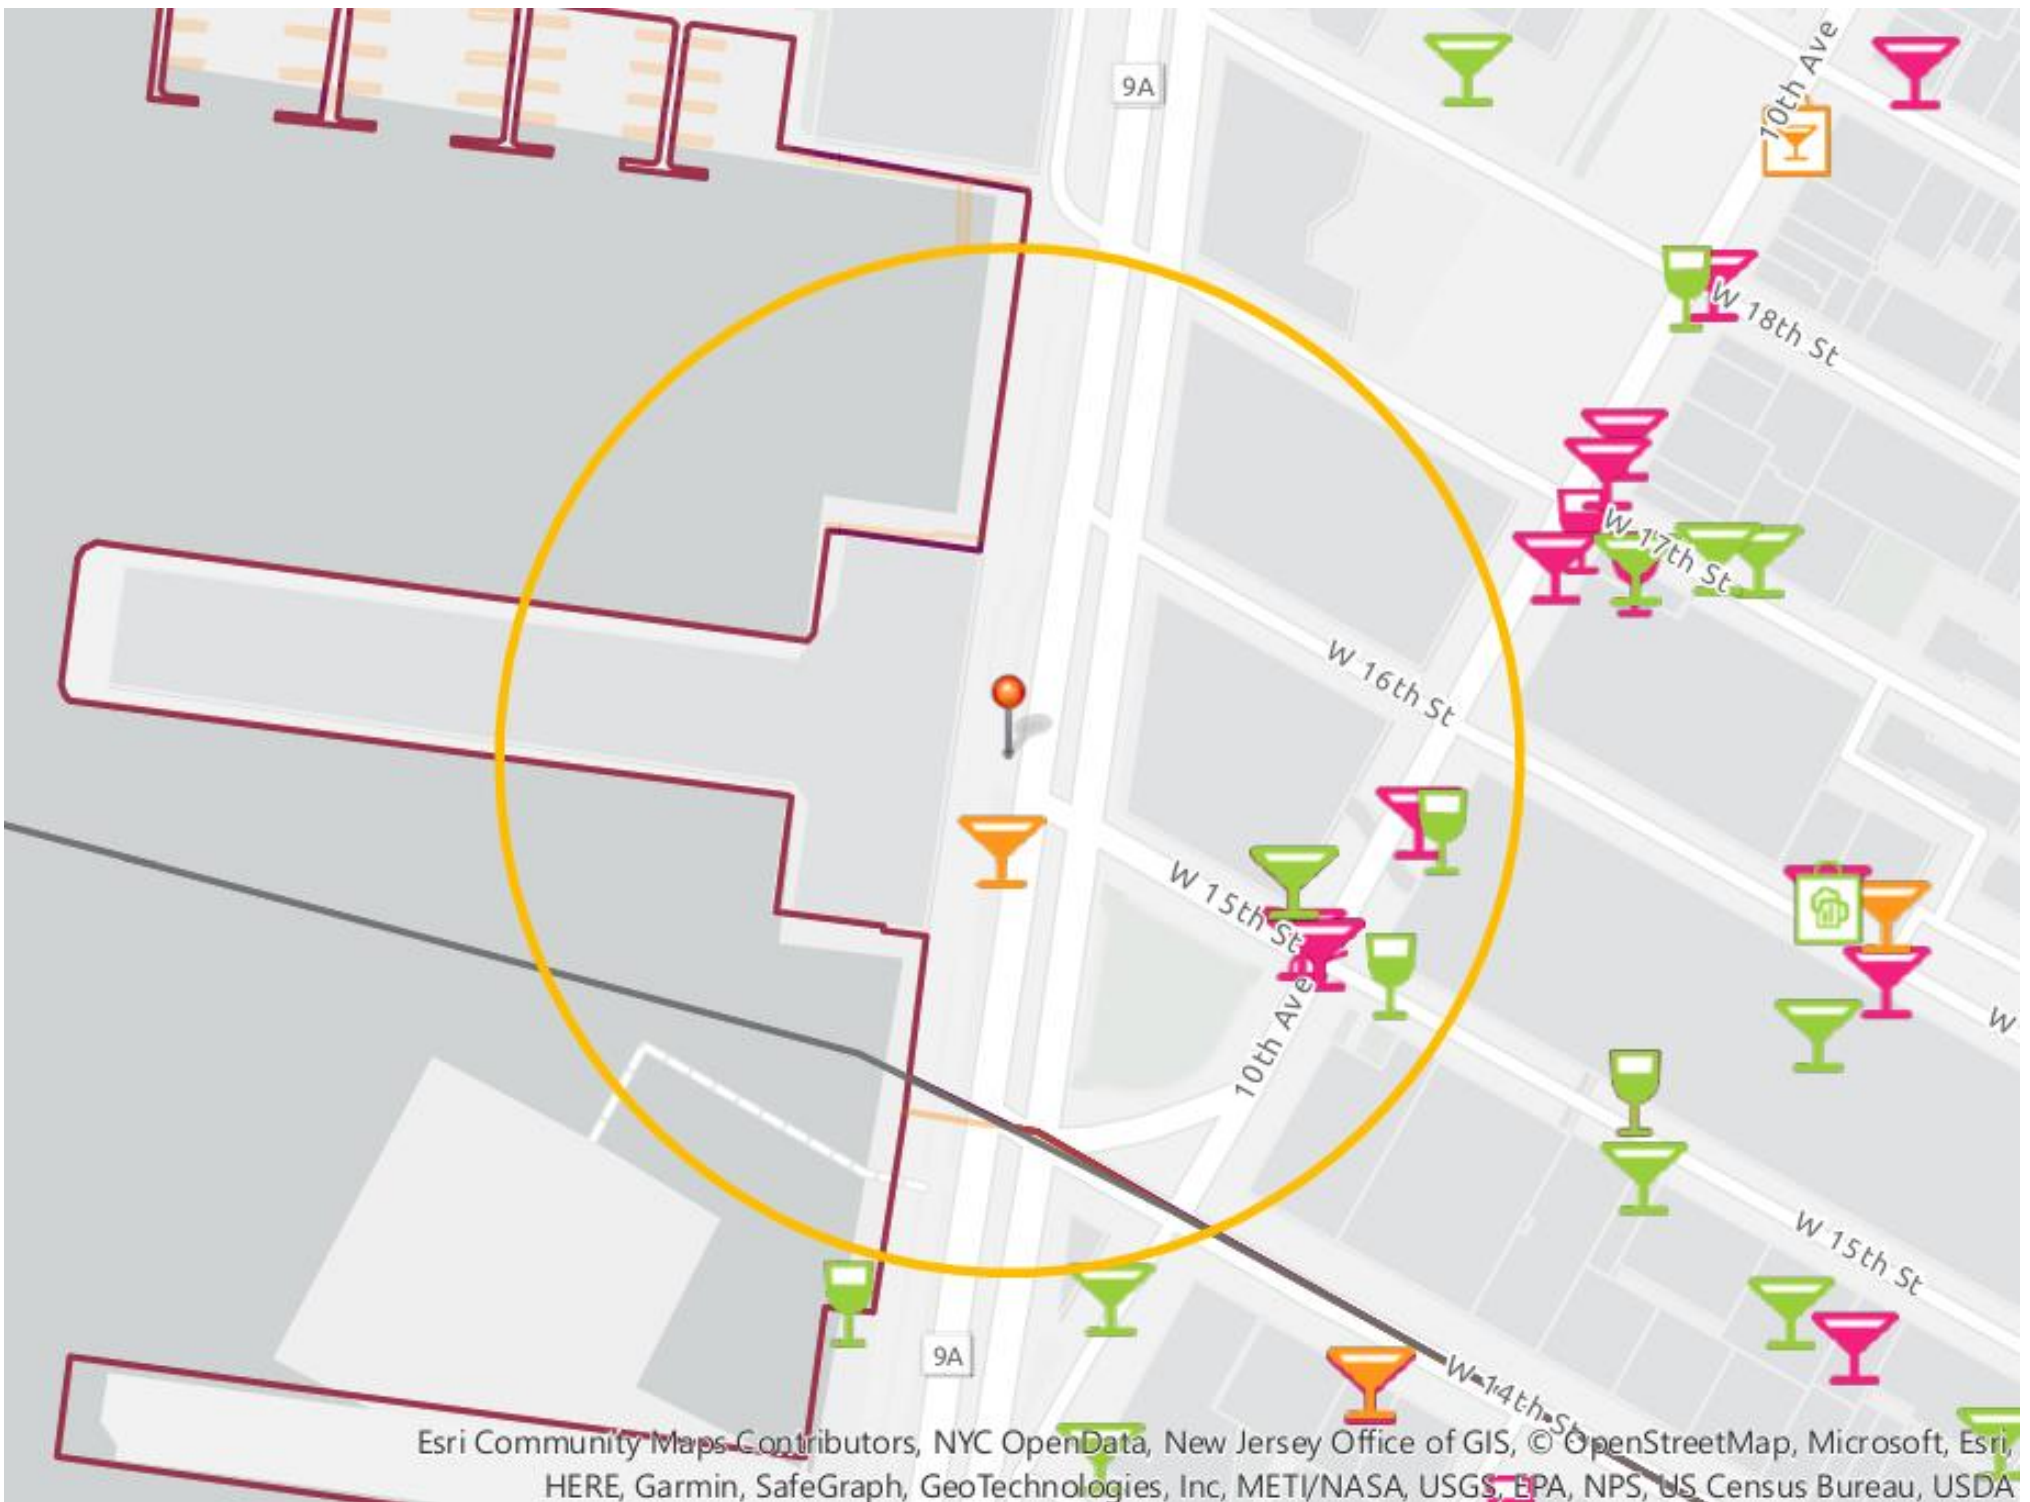 9A
10th Ave
W 18th St
W 17th St
W 16th St
W 15th St
10th Ave
W
W 15th St
9A
W 14th St
Esri Community Maps Contributors, NYC OpenData, New Jersey Office of GIS, © OpenStreetMap, Microsoft, Esri,
HERE, Garmin, SafeGraph, GeoTechnologies, Inc, METI/NASA, USGS, EPA, NPS, US Census Bureau, USDA